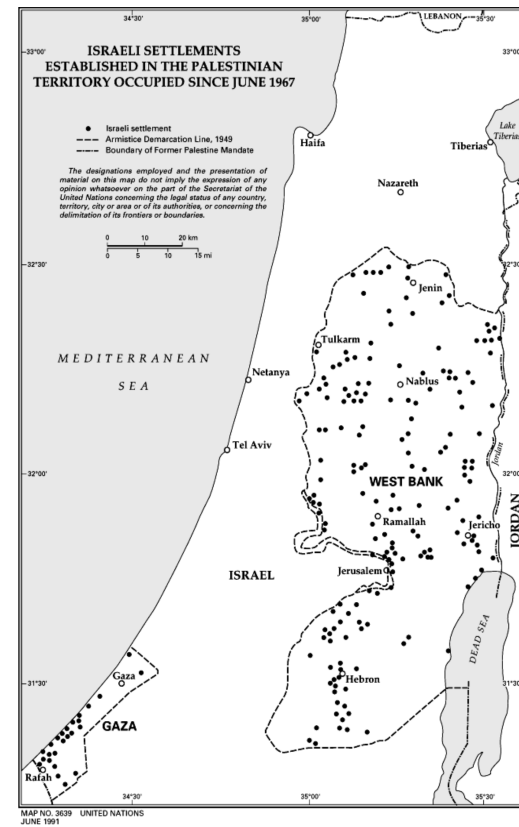 34°30'
35°00'
35°30'
LEBANON
33°00'
33°00'
ISRAELI SETTLEMENTS
ESTABLISHED IN THE PALESTINIAN
TERRITORY OCCUPIED SINCE JUNE 1967
Israeli settlement
Armistice Demarcation Line, 1949
Boundary of Former Palestine Mandate
The designations employed and the presentation of
material on this map do not imply the expression of any
opinion whatsoever on the part of the Secretariat of the
United Nations concerning the legal status of any country,
territory, city or area or of its authorities, or concerning the
delimitation of its frontiers or boundaries.
0 10 20 km
0 5 10 15 mi
Haifa
Lake
Tiberias
Tiberias
Nazareth
32°30'
32°30'
Jenin
Tulkarm
MEDITERRANEAN
SEA
Netanya
Nablus
Tel Aviv
Jordan
32°00'
32°00'
WEST BANK
Ramallah
Jericho
JORDAN
ISRAEL
Jerusalem
DEAD SEA
31°30'
31°30'
Hebron
Gaza
GAZA
Rafah
34°30'
35°00'
35°30'
MAP NO. 3639 UNITED NATIONS
JUNE 1991